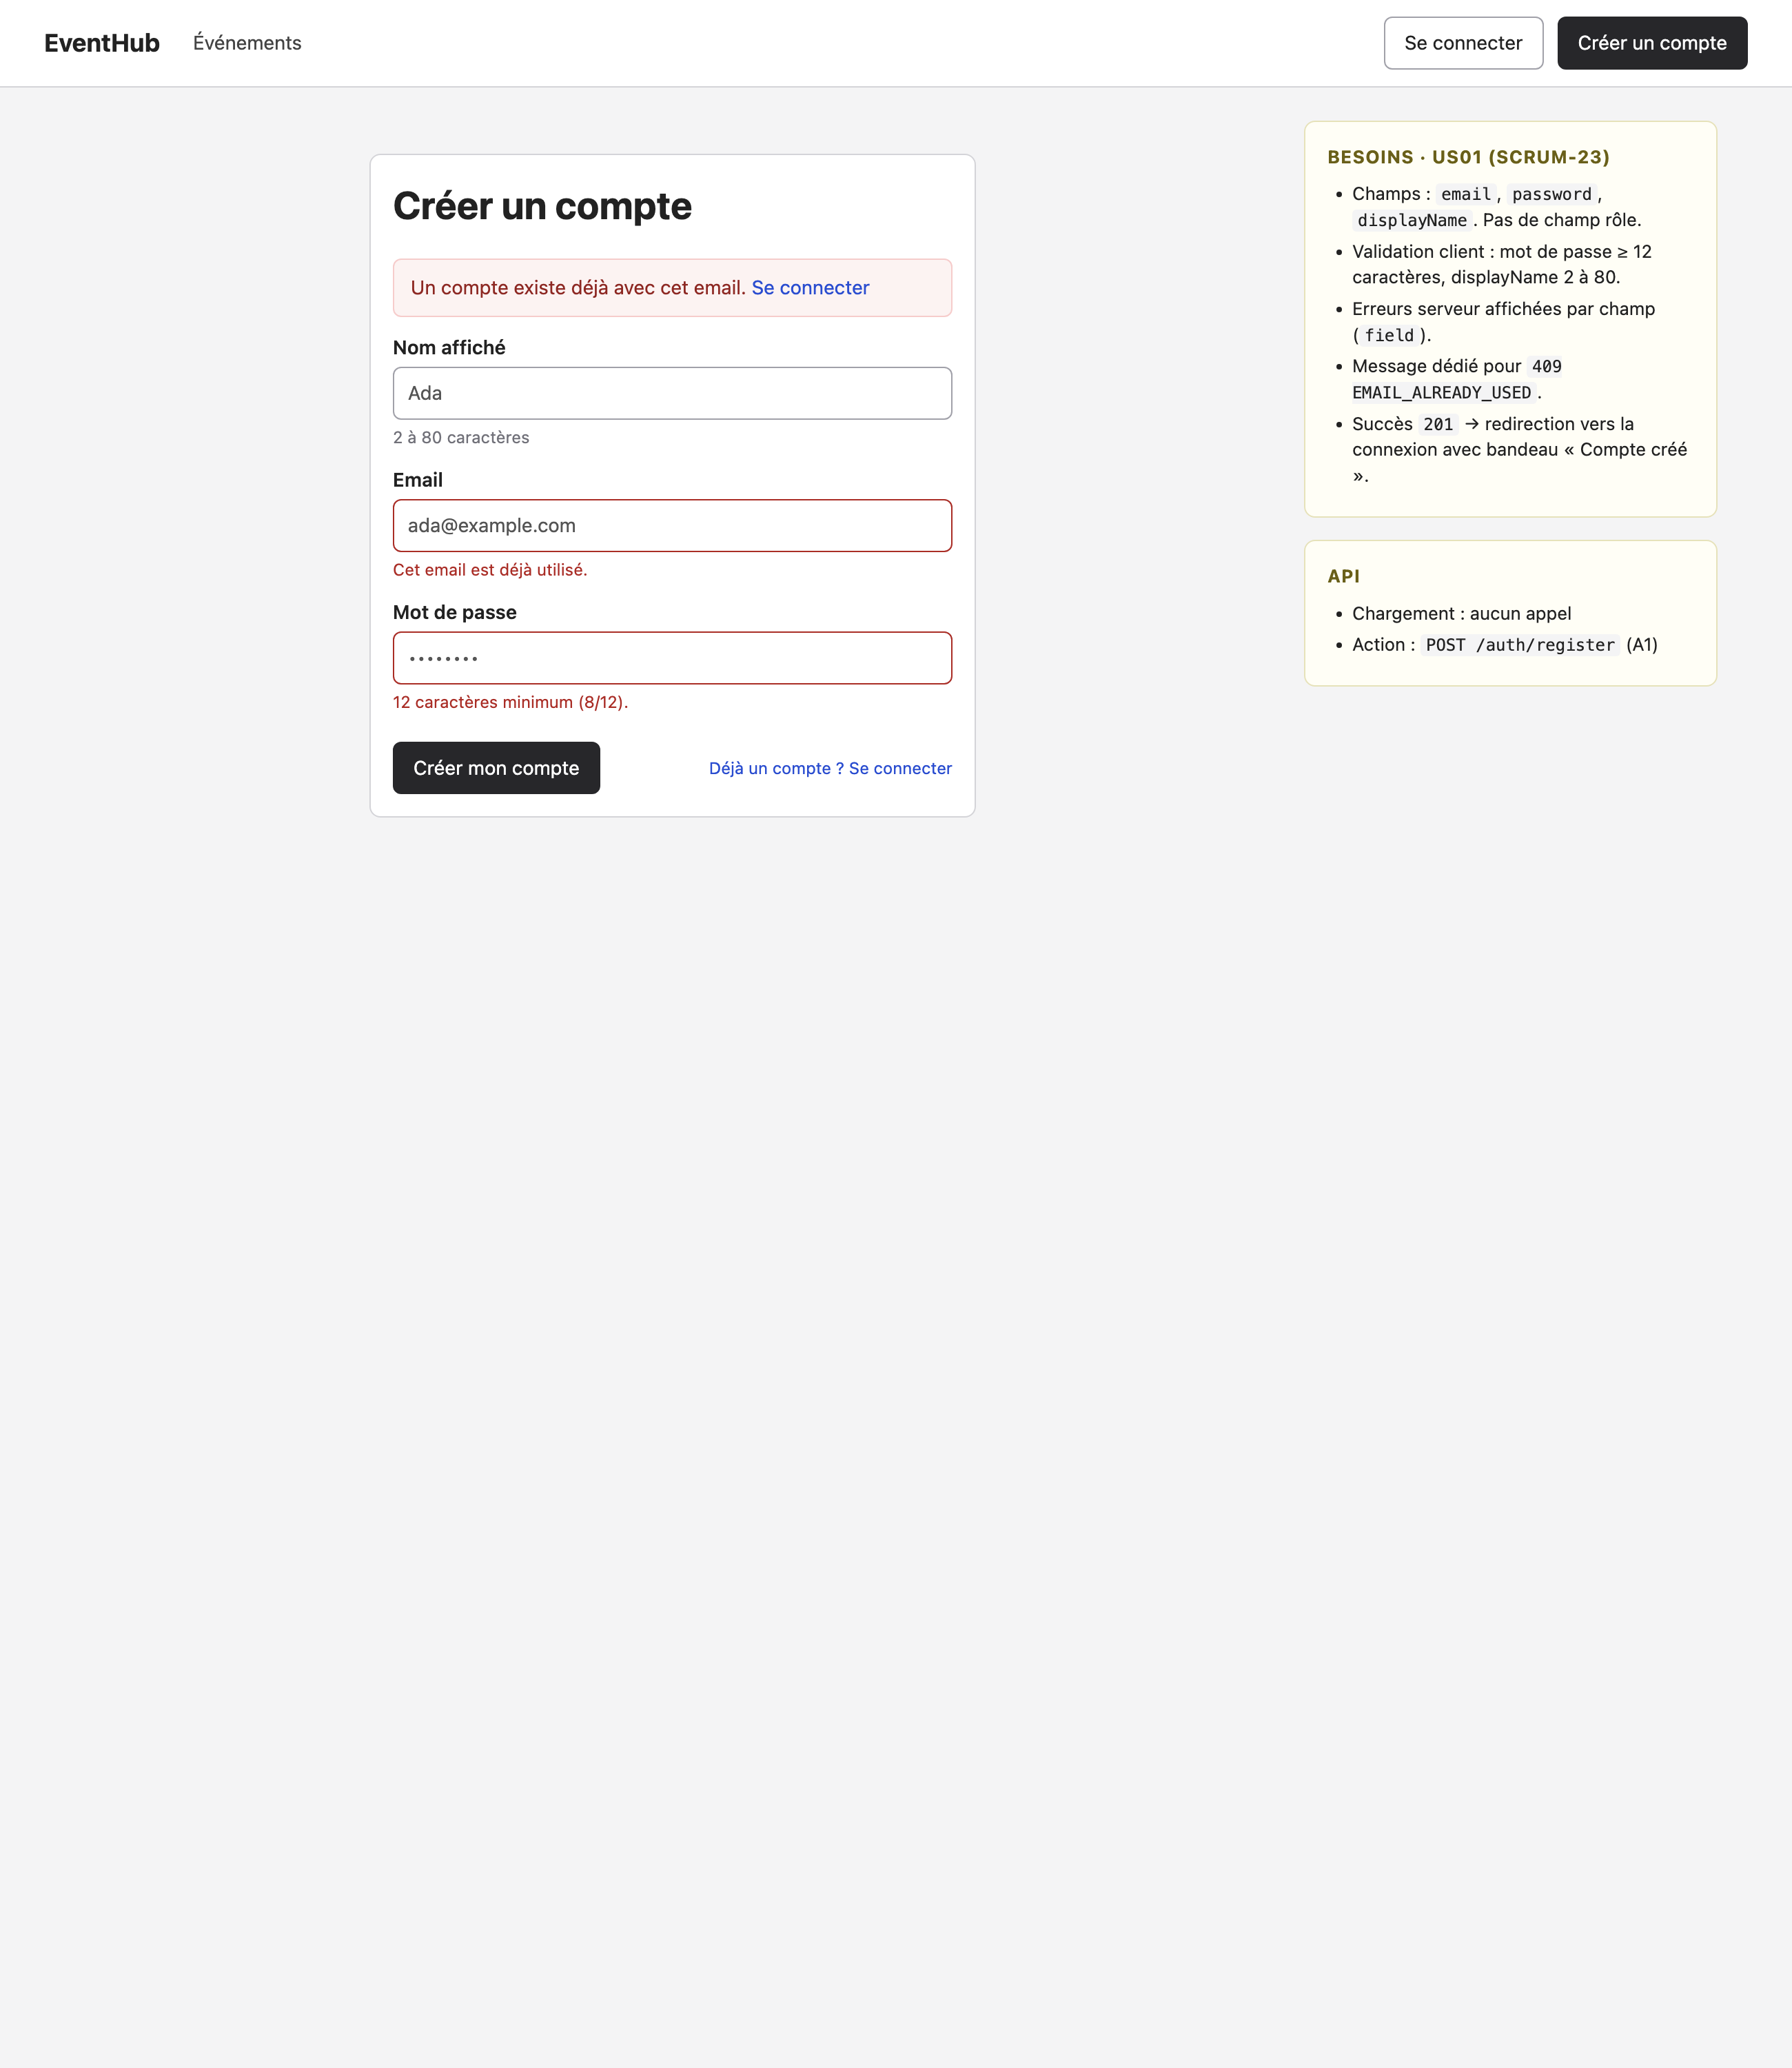 EventHub
Événements
Se connecter
Créer un compte
Créer un compte
Un compte existe déjà avec cet email. Se connecter
Nom affiché
Ada
2 à 80 caractères
Email
ada@example.com
Cet email est déjà utilisé.
Mot de passe
••••••••
12 caractères minimum (8/12).
Créer mon compte
Déjà un compte ? Se connecter
BESOINS · US01 (SCRUM-23)
• Champs : email, password,
displayName. Pas de champ rôle.
• Validation client : mot de passe ≥ 12
caractères, displayName 2 à 80.
• Erreurs serveur affichées par champ
(field).
• Message dédié pour 409
EMAIL_ALREADY_USED.
• Succès 201 → redirection vers la
connexion avec bandeau « Compte créé
».
API
• Chargement : aucun appel
• Action : POST /auth/register (A1)